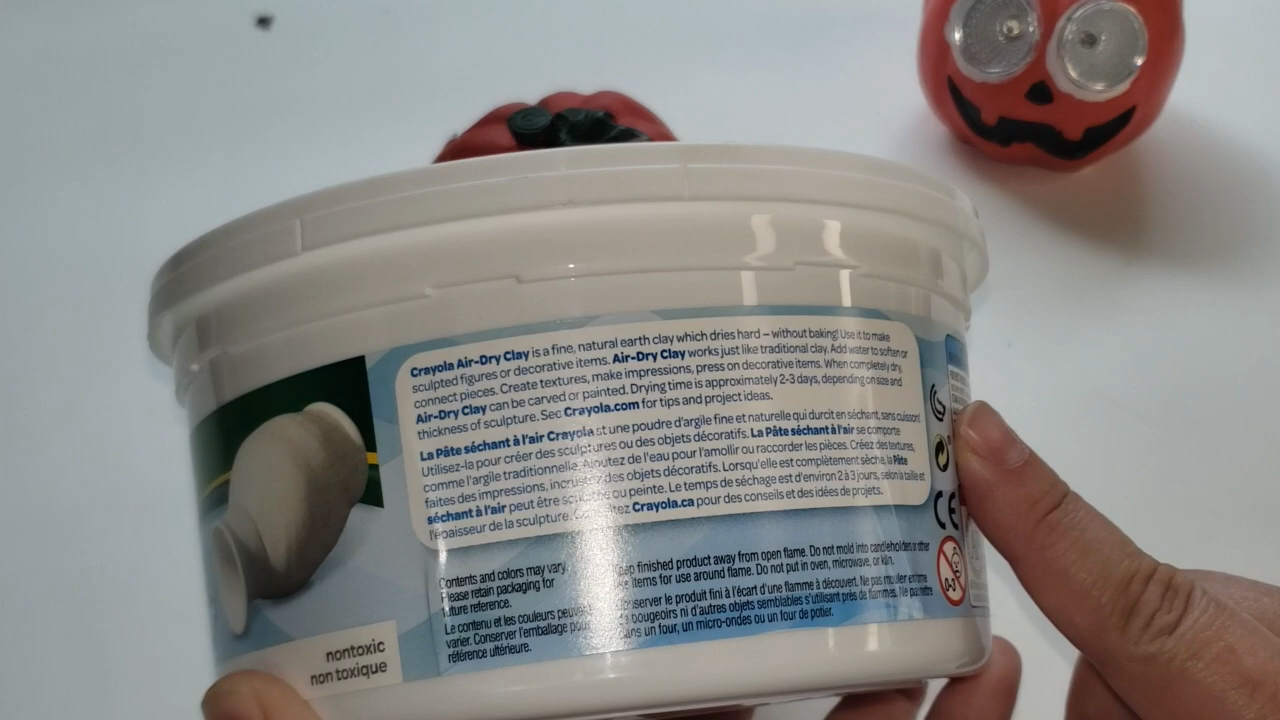 Crayola Air-Dry Clay is a fine, natural earth clay which dries hard – without baking! Use it to make
sculpted figures or decorative items. Air-Dry Clay works just like traditional clay. Add water to soften or
connect pieces. Create textures, make impressions, press on decorative items. When completely dry,
Air-Dry Clay can be carved or painted. Drying time is approximately 2-3 days, depending on size and
thickness of sculpture. See Crayola.com for tips and project ideas.
La Pâte séchant à l'air Crayola st une poudre d'argile fine et naturelle qui durcit en séchant, sans cuisson!
Utilisez-la pour créer des sculptures ou des objets décoratifs. La Pâte séchant à l'air se comporte
comme l'argile traditionnelle. Ajoutez de l'eau pour l'amollir ou raccorder les pièces. Créez des textures,
faites des impressions, incrustez des objets décoratifs. Lorsqu'elle est complètement sèche, la Pâte
séchant à l'air peut être sculptée ou peinte. Le temps de séchage est d'environ 2 à 3 jours, selon la taille et
l'épaisseur de la sculpture. Crayola.ca pour des conseils et des idées de projets.
Contents and colors may vary.
Please retain packaging for
future reference.
Le contenu et les couleurs peuvent
varier. Conserver l'emballage pour
référence ultérieure.
finished product away from open flame. Do not mold into candleholders or other
items for use around flame. Do not put in oven, microwave, or kiln.
onserver le produit fini à l'écart d'une flamme à découvert. Ne pas mouler en forme
bougeoirs ni d'autres objets semblables s'utilisant près de flammes. Ne pas mettre
ans un four, un micro-ondes ou un four de potier.
nontoxic
non toxique
CE
0-3